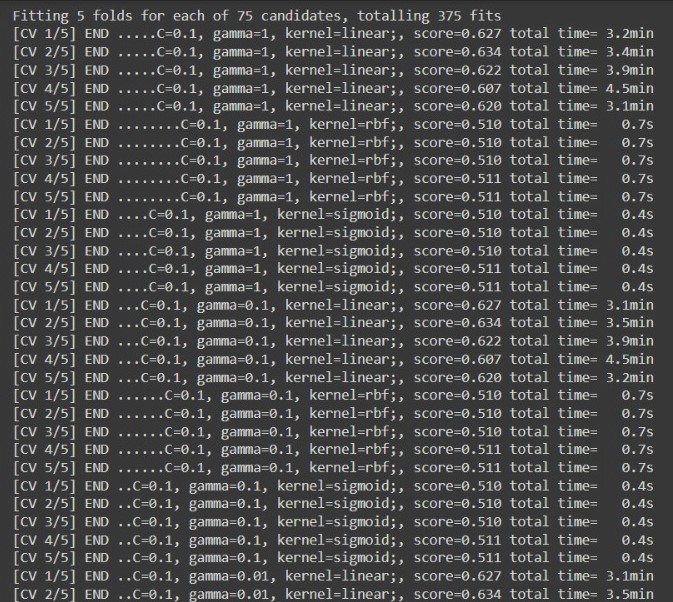 Fitting 5 folds for each of 75 candidates, totalling 375 fits
[CV 1/5] END .....C=0.1, gamma=1, kernel=linear;, score=0.627 total time= 3.2min
[CV 2/5] END .....C=0.1, gamma=1, kernel=linear;, score=0.634 total time= 3.4min
[CV 3/5] END .....C=0.1, gamma=1, kernel=linear;, score=0.622 total time= 3.9min
[CV 4/5] END .....C=0.1, gamma=1, kernel=linear;, score=0.607 total time= 4.5min
[CV 5/5] END .....C=0.1, gamma=1, kernel=linear;, score=0.620 total time= 3.1min
[CV 1/5] END ........C=0.1, gamma=1, kernel=rbf;, score=0.510 total time=   0.7s
[CV 2/5] END ........C=0.1, gamma=1, kernel=rbf;, score=0.510 total time=   0.7s
[CV 3/5] END ........C=0.1, gamma=1, kernel=rbf;, score=0.510 total time=   0.7s
[CV 4/5] END ........C=0.1, gamma=1, kernel=rbf;, score=0.511 total time=   0.7s
[CV 5/5] END ........C=0.1, gamma=1, kernel=rbf;, score=0.511 total time=   0.7s
[CV 1/5] END ....C=0.1, gamma=1, kernel=sigmoid;, score=0.510 total time=   0.4s
[CV 2/5] END ....C=0.1, gamma=1, kernel=sigmoid;, score=0.510 total time=   0.4s
[CV 3/5] END ....C=0.1, gamma=1, kernel=sigmoid;, score=0.510 total time=   0.4s
[CV 4/5] END ....C=0.1, gamma=1, kernel=sigmoid;, score=0.511 total time=   0.4s
[CV 5/5] END ....C=0.1, gamma=1, kernel=sigmoid;, score=0.511 total time=   0.4s
[CV 1/5] END ...C=0.1, gamma=0.1, kernel=linear;, score=0.627 total time= 3.1min
[CV 2/5] END ...C=0.1, gamma=0.1, kernel=linear;, score=0.634 total time= 3.5min
[CV 3/5] END ...C=0.1, gamma=0.1, kernel=linear;, score=0.622 total time= 3.9min
[CV 4/5] END ...C=0.1, gamma=0.1, kernel=linear;, score=0.607 total time= 4.5min
[CV 5/5] END ...C=0.1, gamma=0.1, kernel=linear;, score=0.620 total time= 3.2min
[CV 1/5] END ......C=0.1, gamma=0.1, kernel=rbf;, score=0.510 total time=   0.7s
[CV 2/5] END ......C=0.1, gamma=0.1, kernel=rbf;, score=0.510 total time=   0.7s
[CV 3/5] END ......C=0.1, gamma=0.1, kernel=rbf;, score=0.510 total time=   0.7s
[CV 4/5] END ......C=0.1, gamma=0.1, kernel=rbf;, score=0.511 total time=   0.7s
[CV 5/5] END ......C=0.1, gamma=0.1, kernel=rbf;, score=0.511 total time=   0.7s
[CV 1/5] END ..C=0.1, gamma=0.1, kernel=sigmoid;, score=0.510 total time=   0.4s
[CV 2/5] END ..C=0.1, gamma=0.1, kernel=sigmoid;, score=0.510 total time=   0.4s
[CV 3/5] END ..C=0.1, gamma=0.1, kernel=sigmoid;, score=0.510 total time=   0.4s
[CV 4/5] END ..C=0.1, gamma=0.1, kernel=sigmoid;, score=0.511 total time=   0.4s
[CV 5/5] END ..C=0.1, gamma=0.1, kernel=sigmoid;, score=0.511 total time=   0.4s
[CV 1/5] END ..C=0.1, gamma=0.01, kernel=linear;, score=0.627 total time= 3.1min
[CV 2/5] END ..C=0.1, gamma=0.01, kernel=linear;, score=0.634 total time= 3.5min